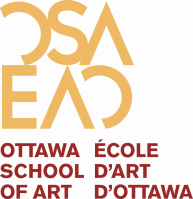 OSA
EAO
OTTAWA ÉCOLE
SCHOOL D'ART
OF ART D'OTTAWA